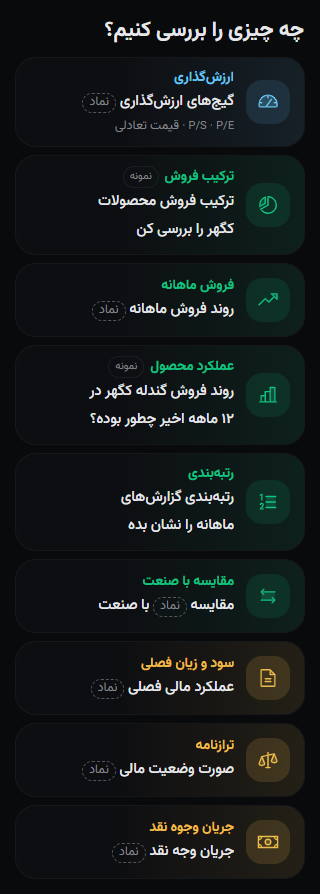 چه چیزی را بررسی کنیم؟
ارزش‌گذاری
گیج‌های ارزش‌گذاری نماد
P/S · P/E · قیمت تعادلی
ترکیب فروش نمونه
ترکیب فروش محصولات
کگهر را بررسی کن
فروش ماهانه
روند فروش ماهانه نماد
عملکرد محصول نمونه
روند فروش گندله کگهر در
۱۲ ماهه اخیر چطور بوده؟
رتبه‌بندی
رتبه‌بندی گزارش‌های
ماهانه را نشان بده
مقایسه با صنعت
مقایسه نماد با صنعت
سود و زیان فصلی
عملکرد مالی فصلی نماد
ترازنامه
صورت وضعیت مالی نماد
جریان وجوه نقد
جریان وجه نقد نماد